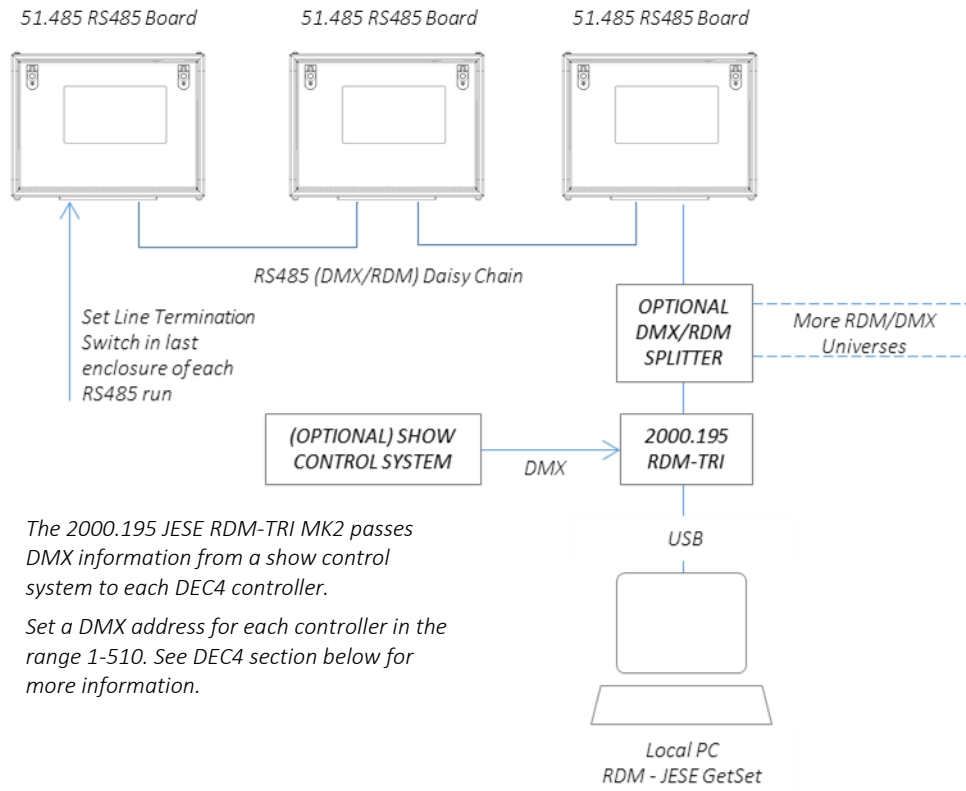 51.485 RS485 Board
51.485 RS485 Board
51.485 RS485 Board
RS485 (DMX/RDM) Daisy Chain
Set Line Termination
Switch in last
enclosure of each
RS485 run
OPTIONAL
DMX/RDM
SPLITTER
More RDM/DMX
Universes
(OPTIONAL) SHOW
CONTROL SYSTEM
DMX
2000.195
RDM-TRI
The 2000.195 JESE RDM-TRI MK2 passes
DMX information from a show control
system to each DEC4 controller.
Set a DMX address for each controller in the
range 1-510. See DEC4 section below for
more information.
USB
Local PC
RDM - JESE GetSet